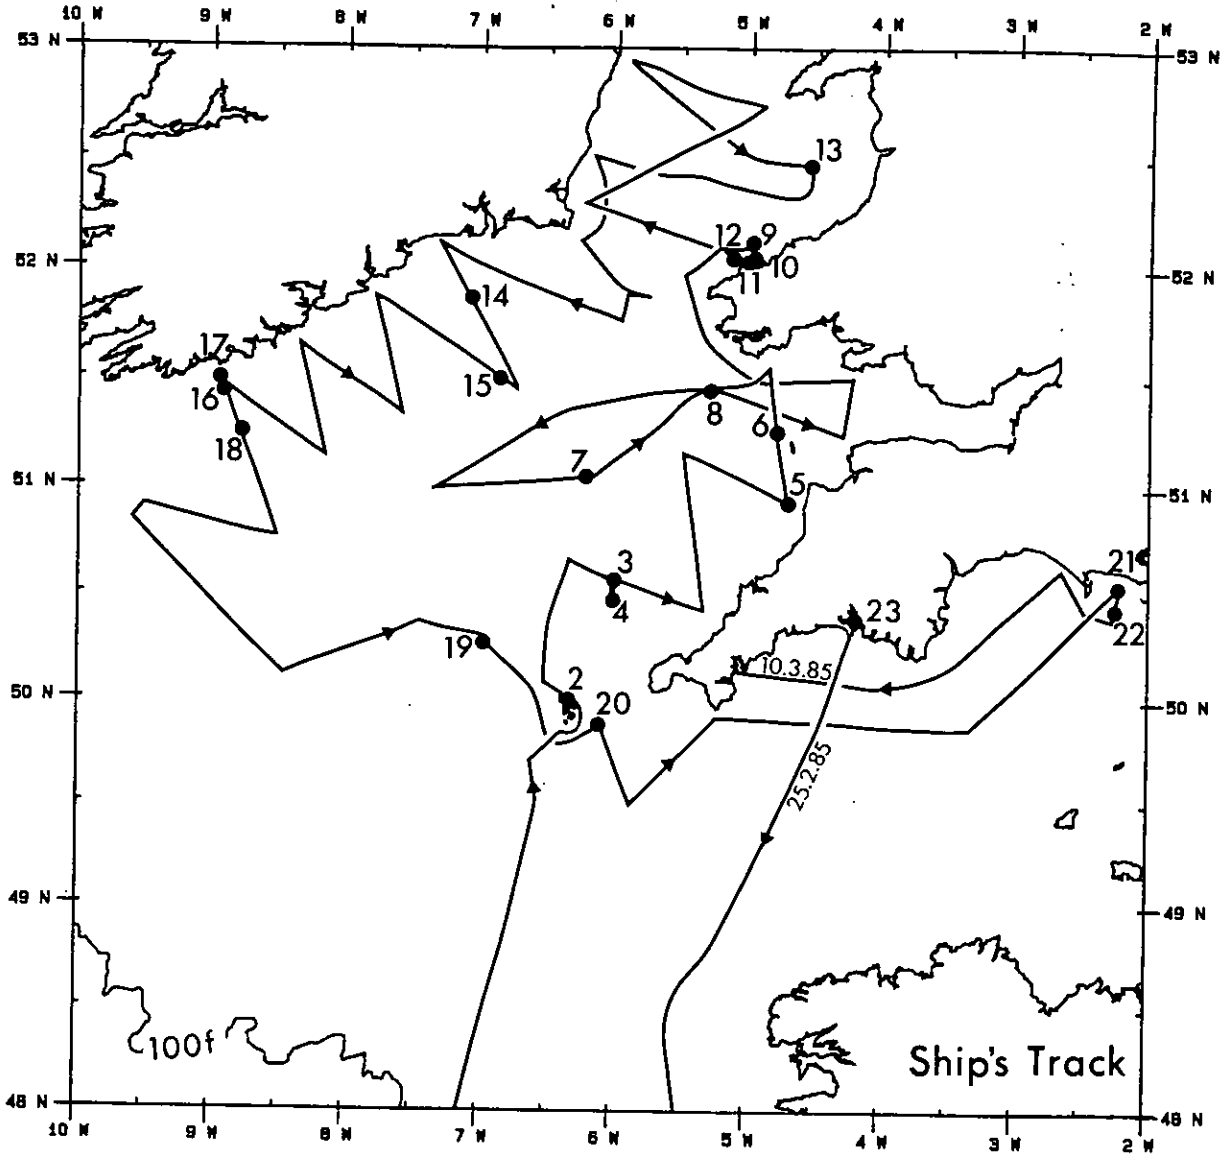 10 W 9 W 8 W 7 W 6 W 5 W 4 W 3 W 2 W
53 N
53 N
13
12 9
10
11
52 N
52 N
14
17
15
16
8
6
18
7
5
51 N
51 N
3
21
4
23
22
19
10.3.85
2
50 N
20
50 N
25.2.85
49 N
49 N
100f
Ship's Track
48 N
48 N
10 W 9 W 8 W 7 W 6 W 5 W 4 W 3 W 2 W